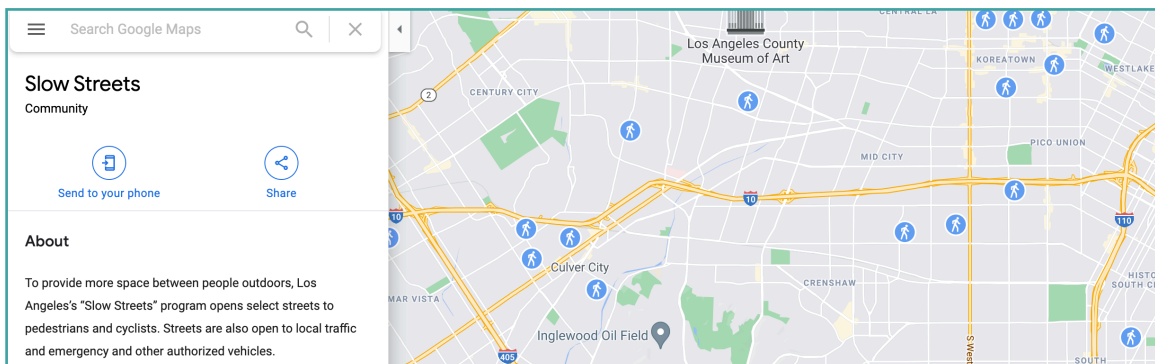 Search Google Maps
Slow Streets
Community
Send to your phone
Share
About
To provide more space between people outdoors, Los
Angeles's “Slow Streets” program opens select streets to
pedestrians and cyclists. Streets are also open to local traffic
and emergency and other authorized vehicles.
CENTRAL LA
Los Angeles County
Museum of Art
KOREATOWN
WESTLAKE
2
CENTURY CITY
PICO UNION
MID CITY
10
10
110
Culver City
MAR VISTA
CRENSHAW
HISTO
SOUTH C
Inglewood Oil Field
S West
405
SOUTH